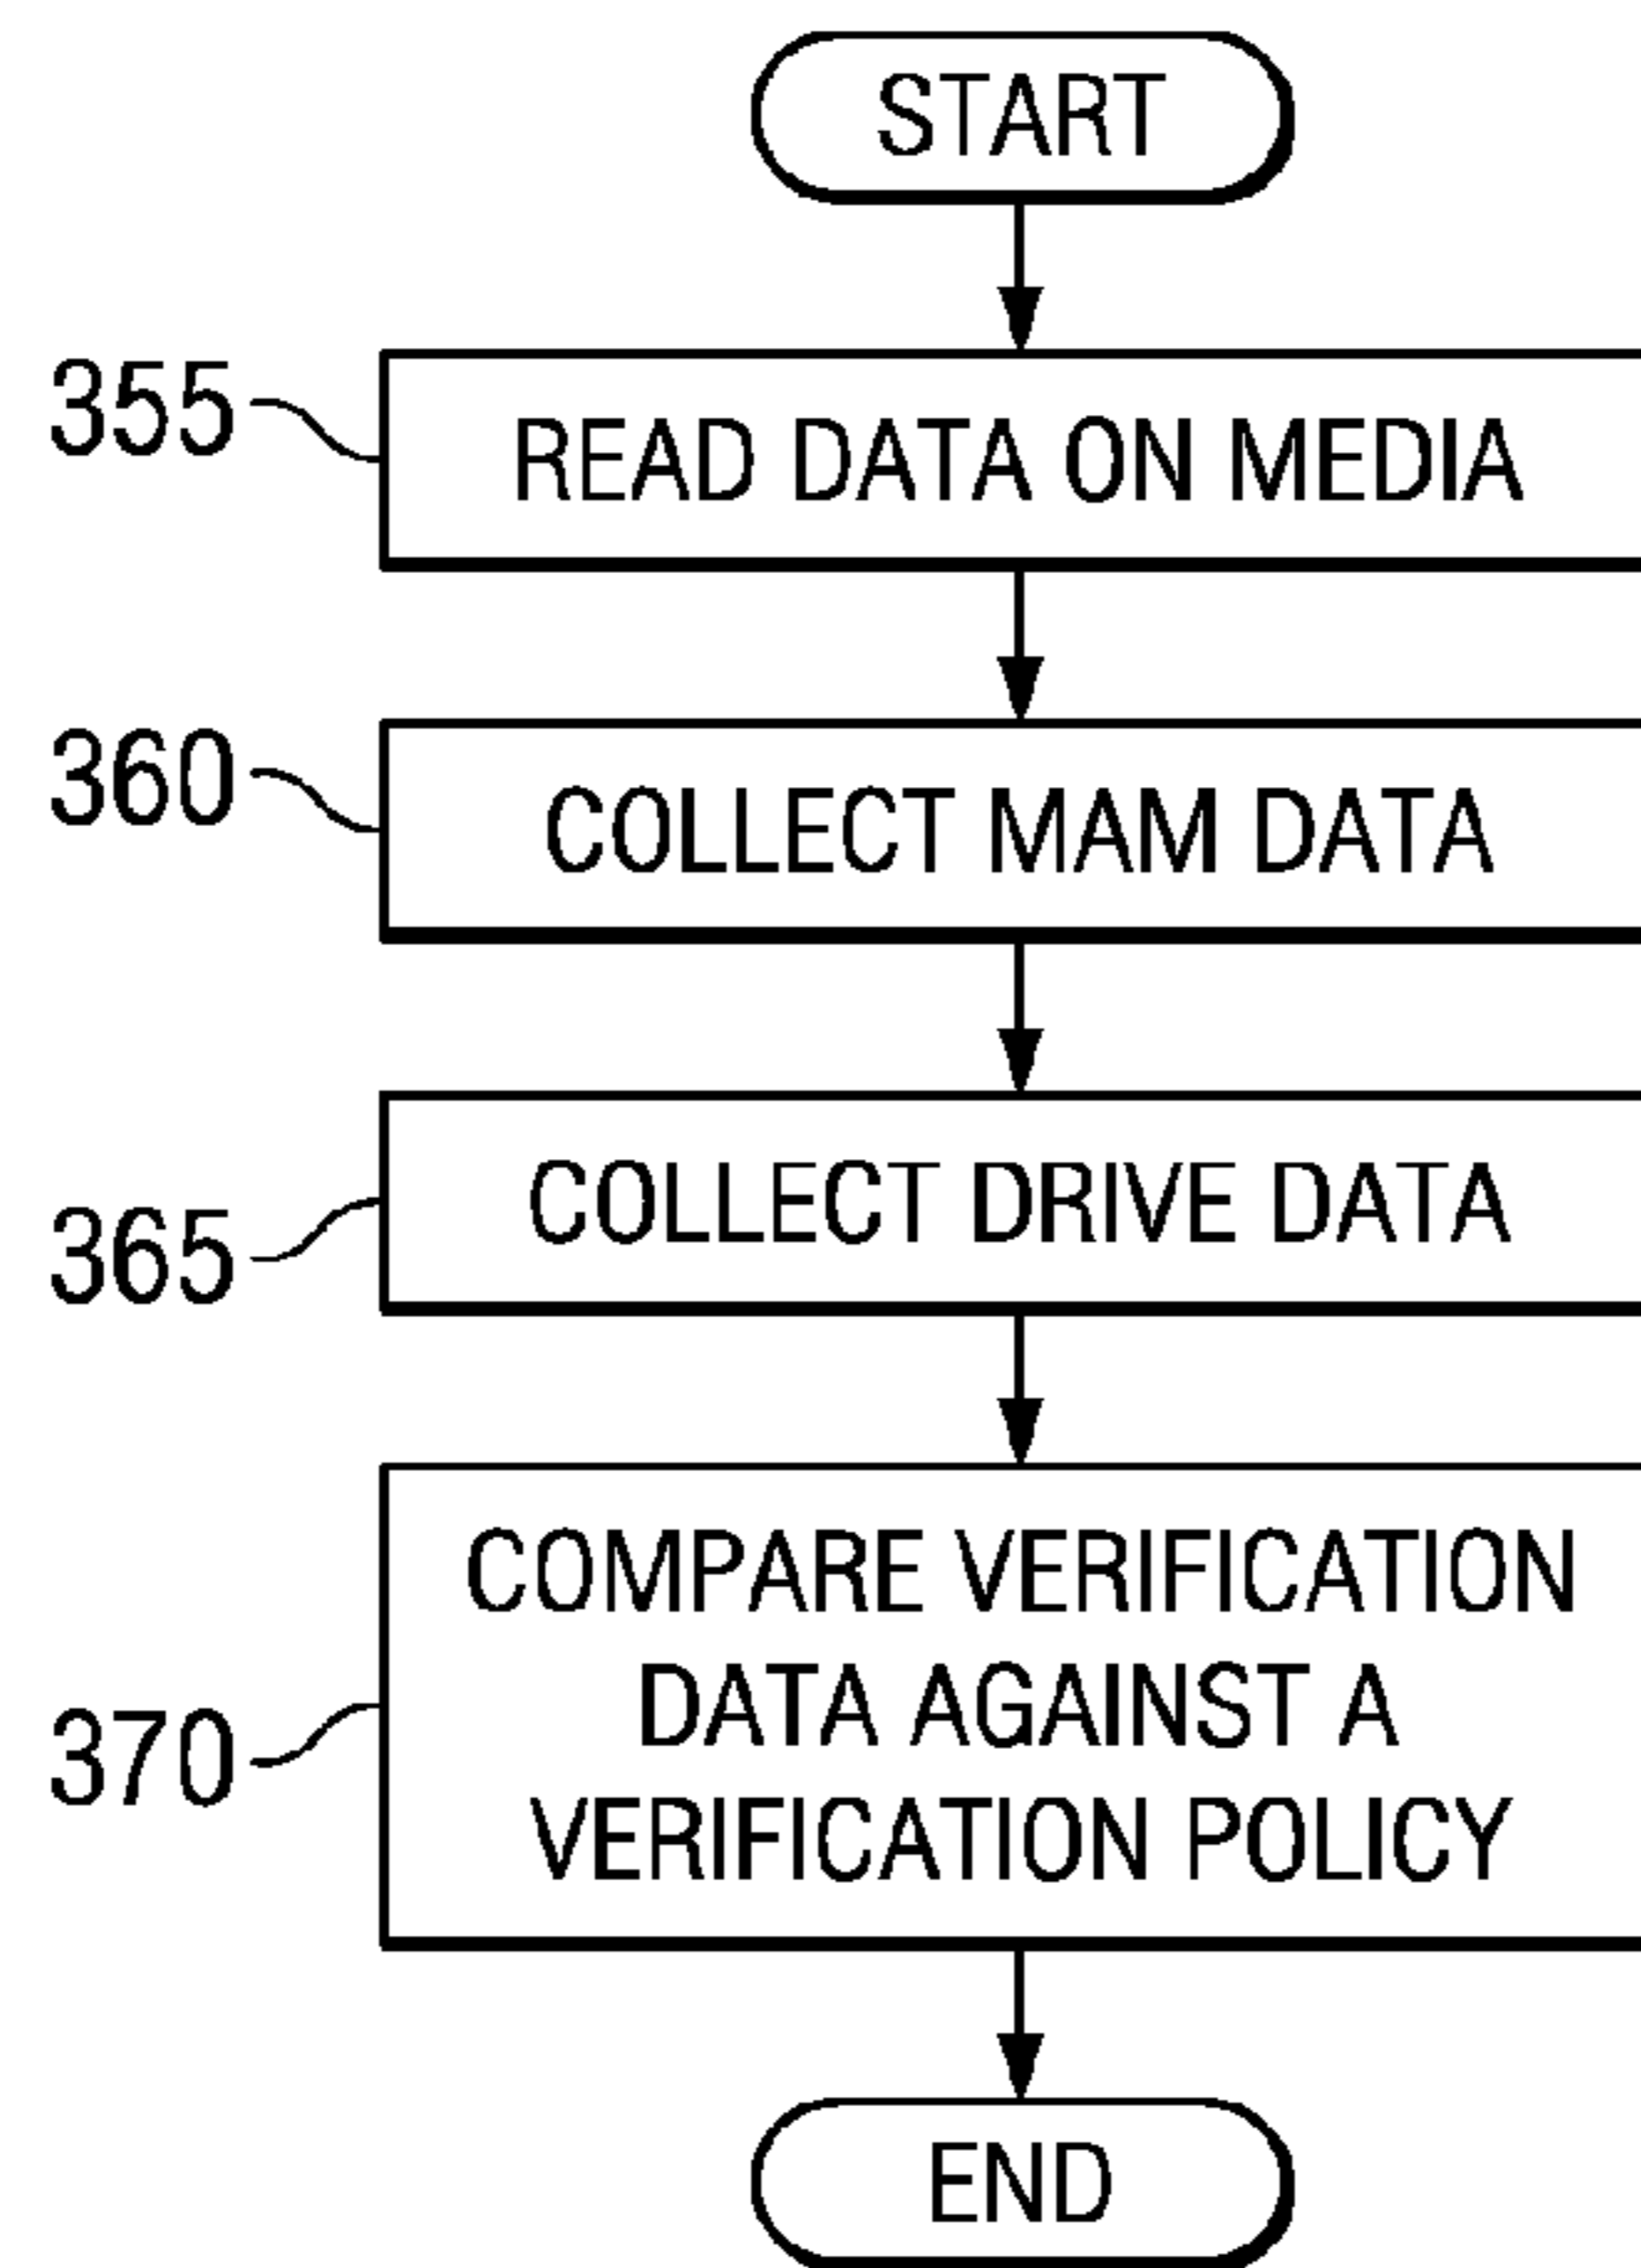 START
355
READ DATA ON MEDIA
360
COLLECT MAM DATA
365
COLLECT DRIVE DATA
370
COMPARE VERIFICATION
DATA AGAINST A
VERIFICATION POLICY
END